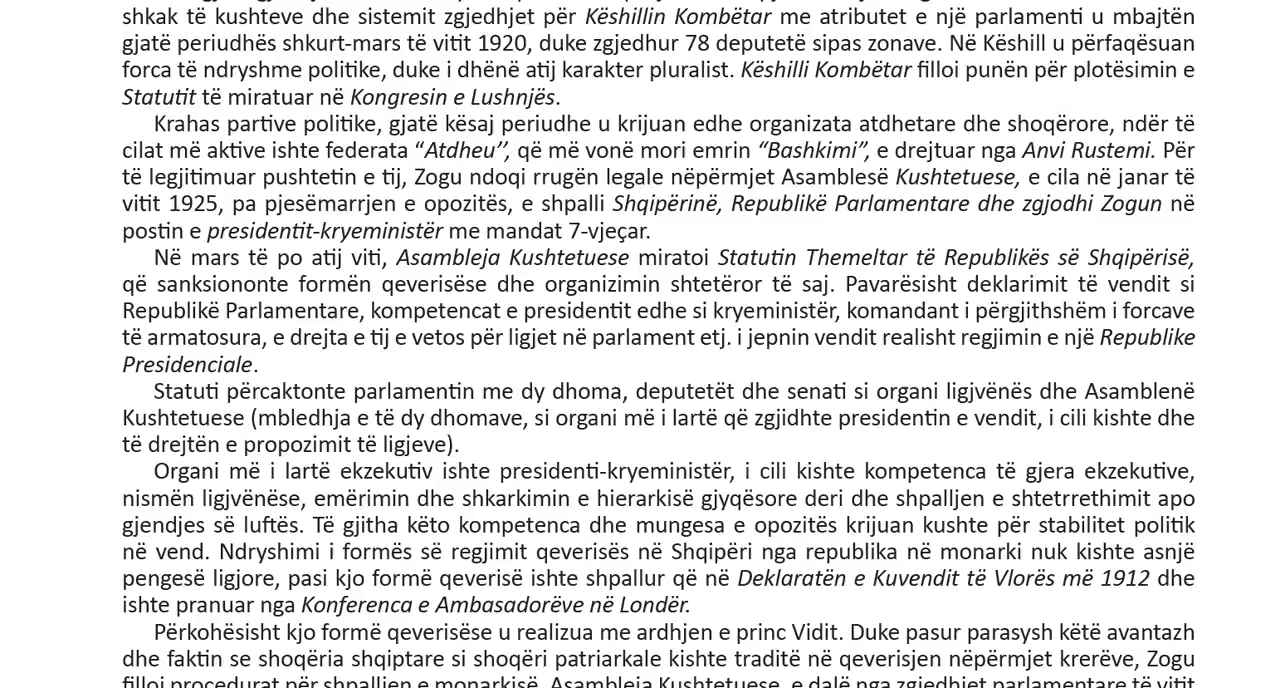 shkak të kushteve dhe sistemit zgjedhjet për Këshillin Kombëtar me atributet e një parlamenti u mbajtën
gjatë periudhës shkurt-mars të vitit 1920, duke zgjedhur 78 deputetë sipas zonave. Në Këshill u përfaqësuan
forca të ndryshme politike, duke i dhënë atij karakter pluralist. Këshilli Kombëtar filloi punën për plotësimin e
Statutit të miratuar në Kongresin e Lushnjës.
Krahas partive politike, gjatë kësaj periudhe u krijuan edhe organizata atdhetare dhe shoqërore, ndër të
cilat më aktive ishte federata “Atdheu”, që më vonë mori emrin “Bashkimi”, e drejtuar nga Anvi Rustemi. Për
të legjitimuar pushtetin e tij, Zogu ndoqi rrugën legale nëpërmjet Asamblesë Kushtetuese, e cila në janar të
vitit 1925, pa pjesëmarrjen e opozitës, e shpalli Shqipërinë, Republikë Parlamentare dhe zgjodhi Zogun në
postin e presidentit-kryeministër me mandat 7-vjeçar.
Në mars të po atij viti, Asambleja Kushtetuese miratoi Statutin Themeltar të Republikës së Shqipërisë,
që sanksiononte formën qeverisëse dhe organizimin shtetëror të saj. Pavarësisht deklarimit të vendit si
Republikë Parlamentare, kompetencat e presidentit edhe si kryeministër, komandant i përgjithshëm i forcave
të armatosura, e drejta e tij e vetos për ligjet në parlament etj. i jepnin vendit realisht regjimin e një Republike
Presidenciale.
Statuti përcaktonte parlamentin me dy dhoma, deputetët dhe senati si organi ligjvënës dhe Asamblenë
Kushtetuese (mbledhja e të dy dhomave, si organi më i lartë që zgjidhte presidentin e vendit, i cili kishte dhe
të drejtën e propozimit të ligjeve).
Organi më i lartë ekzekutiv ishte presidenti-kryeministër, i cili kishte kompetenca të gjera ekzekutive,
nismën ligjvënëse, emërimin dhe shkarkimin e hierarkisë gjyqësore deri dhe shpalljen e shtetrrethimit apo
gjendjes së luftës. Të gjitha këto kompetenca dhe mungesa e opozitës krijuan kushte për stabilitet politik
në vend. Ndryshimi i formës së regjimit qeverisës në Shqipëri nga republika në monarki nuk kishte asnjë
pengesë ligjore, pasi kjo formë qeverisë ishte shpallur që në Deklaratën e Kuvendit të Vlorës më 1912 dhe
ishte pranuar nga Konferenca e Ambasadorëve në Londër.
Përkohësisht kjo formë qeverisëse u realizua me ardhjen e princ Vidit. Duke pasur parasysh këtë avantazh
dhe faktin se shoqëria shqiptare si shoqëri patriarkale kishte traditë në qeverisjen nëpërmjet krerëve, Zogu
filloi procedurat për shpalljen e monarkisë. Asambleja Kushtetuese, e dalë nga zgjedhjet parlamentare të vitit